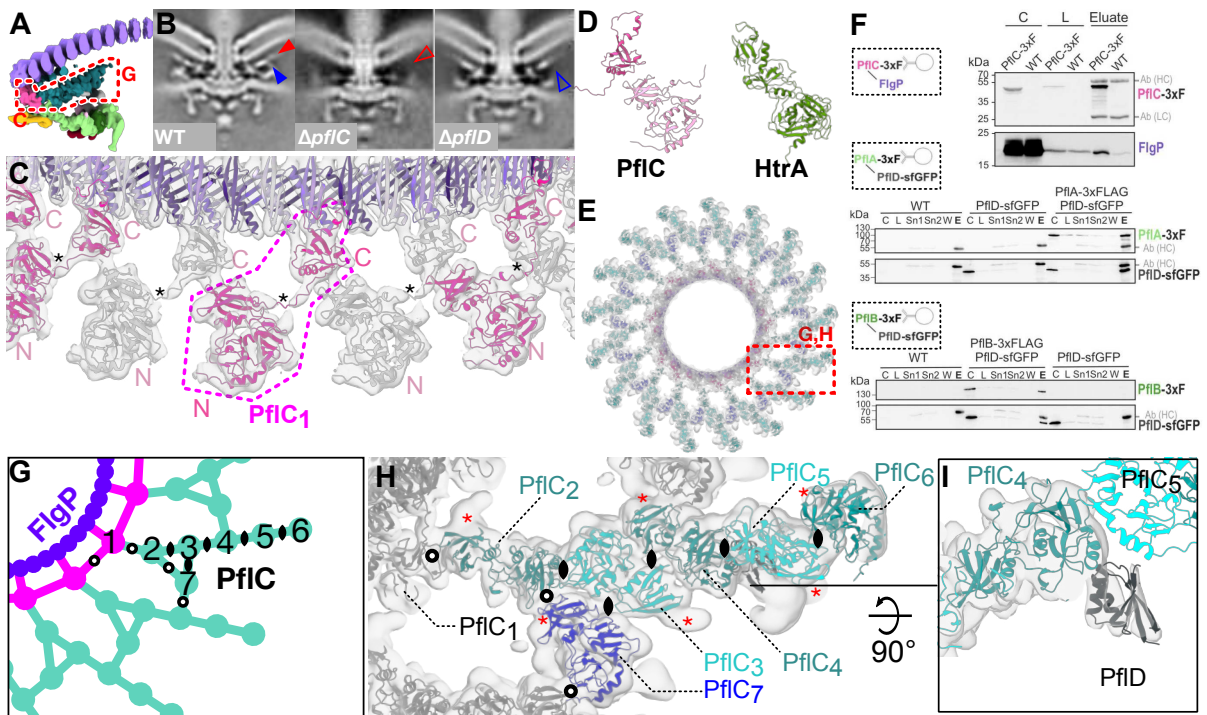 A
G
C
B
WT
ΔpflC
ΔpflD
D
PflC
HtrA
C
C
C
C
C
*
*
*
*
N
N
N
N
N
PflC1
E
G,H
F
C L Eluate
PflC-3xF WT PflC-3xF WT PflC-3xF WT
kDa
70
55
35
25
Ab (HC)
PflC-3xF
Ab (LC)
25
15
FlgP
PflC-3xF
FlgP
PflA-3xF
PflD-sfGFP
PflA-3xFLAG
WT PflD-sfGFP PflD-sfGFP
C L Sn1 Sn2 W E C L Sn1 Sn2 W E C L Sn1 Sn2 W E
kDa
130
100
70
55
PflA-3xF
Ab (HC)
55
35
Ab (HC)
PflD-sfGFP
PflB-3xF
PflD-sfGFP
PflB-3xFLAG
WT PflD-sfGFP PflD-sfGFP
C L Sn1 Sn2 W E C L Sn1 Sn2 W E C L Sn1 Sn2 W E
kDa
130
PflB-3xF
70
55
Ab (HC)
PflD-sfGFP
G
FlgP
1
2 3 4 5 6
7
PflC
H
PflC2
PflC5
PflC6
*
*
*
*
*
*
PflC1
PflC3
PflC4
PflC7
90°
I
PflC4
PflC5
PflD